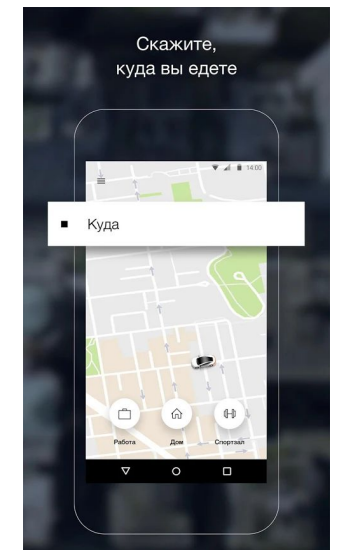 Скажите,
куда вы едете
14:00
Куда
Работа Дом Спортзал